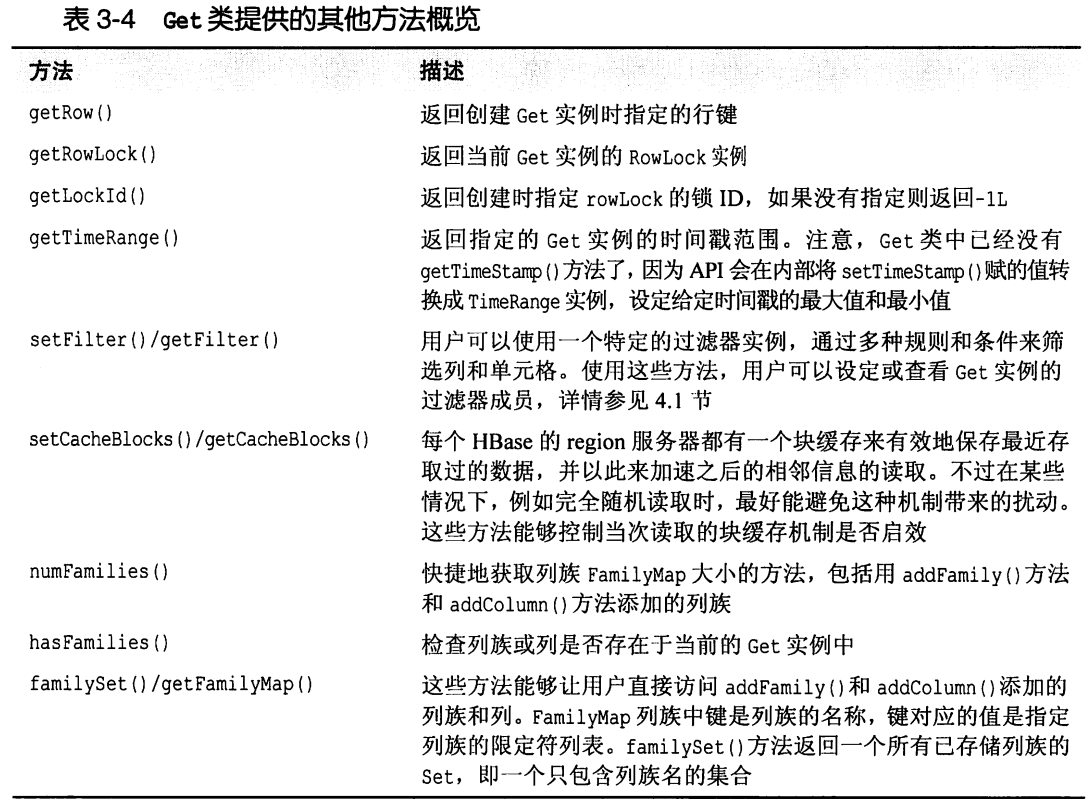 表 3-4 Get 类提供的其他方法概览
方法 描述
getRow() 返回创建 Get 实例时指定的行键
getRowLock() 返回当前 Get 实例的 RowLock 实例
getLockId() 返回创建时指定 rowLock 的锁 ID，如果没有指定则返回-1L
getTimeRange() 返回指定的 Get 实例的时间戳范围。注意，Get 类中已经没有
getTimeStamp()方法了，因为 API 会在内部将 setTimeStamp()赋的值转
换成 TimeRange 实例，设定给定时间戳的最大值和最小值
setFilter()/getFilter() 用户可以使用一个特定的过滤器实例，通过多种规则和条件来筛
选列和单元格。使用这些方法，用户可以设定或查看 Get 实例的
过滤器成员，详情参见 4.1 节
setCacheBlocks()/getCacheBlocks() 每个 HBase 的 region 服务器都有一个块缓存来有效地保存最近存
取过的数据，并以此来加速之后的相邻信息的读取。不过在某些
情况下，例如完全随机读取时，最好能避免这种机制带来的扰动。
这些方法能够控制当次读取的块缓存机制是否启效
numFamilies() 快捷地获取列族 FamilyMap 大小的方法，包括用 addFamily()方法
和 addColumn()方法添加的列族
hasFamilies() 检查列族或列是否存在于当前的 Get 实例中
familySet()/getFamilyMap() 这些方法能够让用户直接访问 addFamily()和 addColumn()添加的
列族和列。FamilyMap 列族中键是列族的名称，键对应的值是指定
列族的限定符列表。familySet()方法返回一个所有已存储列族的
Set，即一个只包含列族名的集合